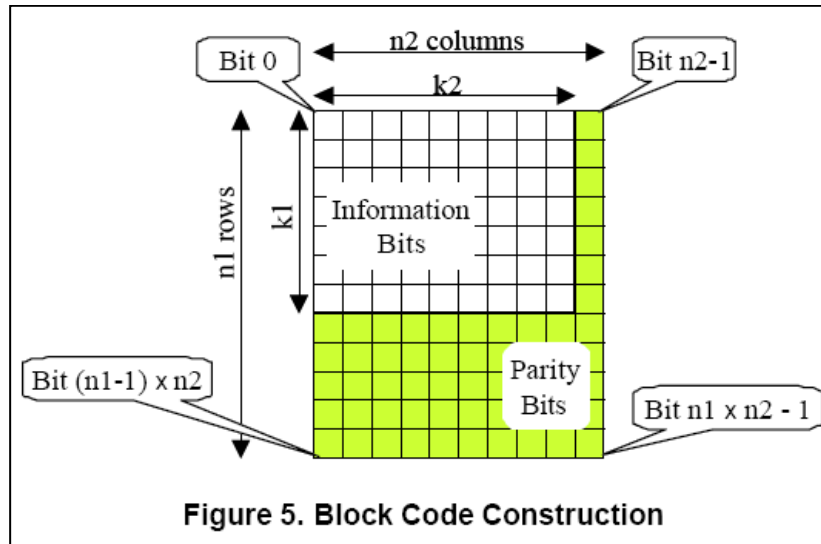 n2 columns
Bit 0
Bit n2-1
k2
n1 rows
k1
Information
Bits
Bit (n1-1) x n2
Parity
Bits
Bit n1 x n2 - 1
Figure 5. Block Code Construction